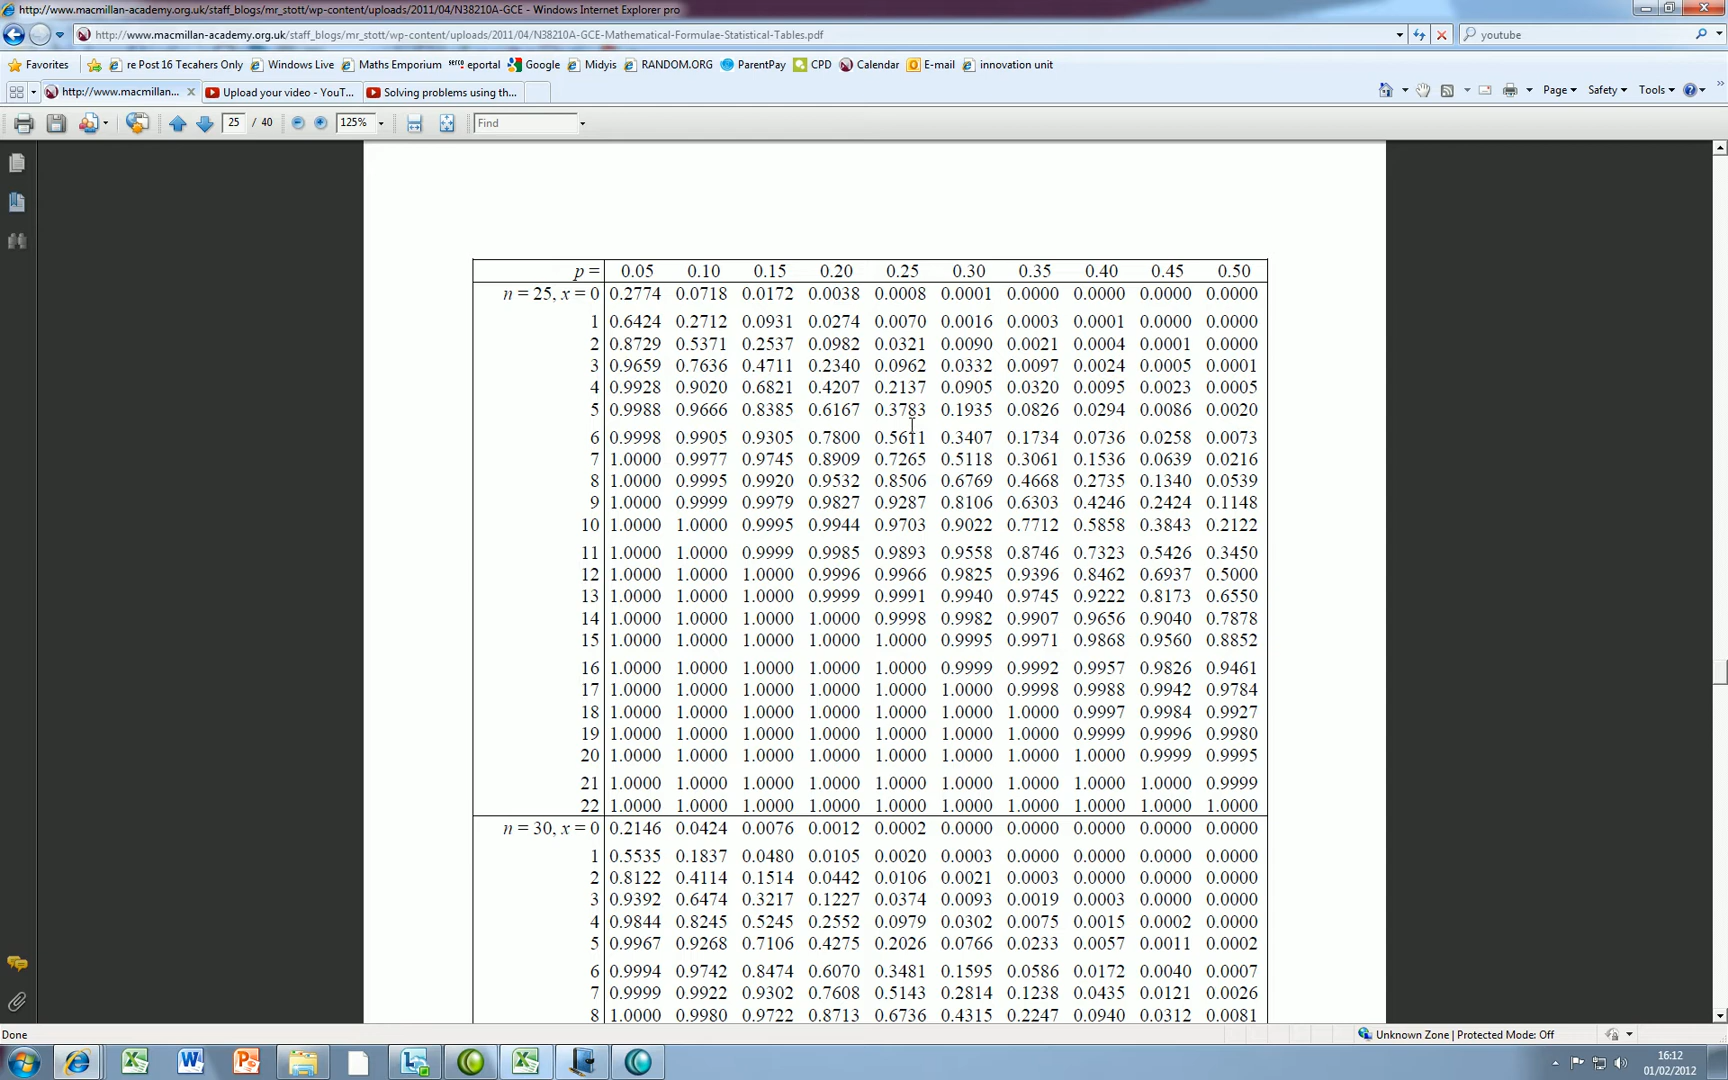 http://www.macmillan-academy.org.uk/staff_blogs/mr_stott/wp-content/uploads/2011/04/N38210A-GCE - Windows Internet Explorer pro
http://www.macmillan-academy.org.uk/staff_blogs/mr_stott/wp-content/uploads/2011/04/N38210A-GCE-Mathematical-Formulae-Statistical-Tables.pdf youtube
Favorites re Post 16 Tecahers Only Windows Live Maths Emporium eportal Google Midyis RANDOM.ORG ParentPay CPD Calendar E-mail innovation unit
http://www.macmillan... Upload your video - YouT... Solving problems using th... Page Safety Tools
25 / 40 125% Find
p = 0.05 0.10 0.15 0.20 0.25 0.30 0.35 0.40 0.45 0.50
n = 25, x = 0 0.2774 0.0718 0.0172 0.0038 0.0008 0.0001 0.0000 0.0000 0.0000 0.0000
1 0.6424 0.2712 0.0931 0.0274 0.0070 0.0016 0.0003 0.0001 0.0000 0.0000
2 0.8729 0.5371 0.2537 0.0982 0.0321 0.0090 0.0021 0.0004 0.0001 0.0000
3 0.9659 0.7636 0.4711 0.2340 0.0962 0.0332 0.0097 0.0024 0.0005 0.0001
4 0.9928 0.9020 0.6821 0.4207 0.2137 0.0905 0.0320 0.0095 0.0023 0.0005
5 0.9988 0.9666 0.8385 0.6167 0.3783 0.1935 0.0826 0.0294 0.0086 0.0020
6 0.9998 0.9905 0.9305 0.7800 0.5611 0.3407 0.1734 0.0736 0.0258 0.0073
7 1.0000 0.9977 0.9745 0.8909 0.7265 0.5118 0.3061 0.1536 0.0639 0.0216
8 1.0000 0.9995 0.9920 0.9532 0.8506 0.6769 0.4668 0.2735 0.1340 0.0539
9 1.0000 0.9999 0.9979 0.9827 0.9287 0.8106 0.6303 0.4246 0.2424 0.1148
10 1.0000 1.0000 0.9995 0.9944 0.9703 0.9022 0.7712 0.5858 0.3843 0.2122
11 1.0000 1.0000 0.9999 0.9985 0.9893 0.9558 0.8746 0.7323 0.5426 0.3450
12 1.0000 1.0000 1.0000 0.9996 0.9966 0.9825 0.9396 0.8462 0.6937 0.5000
13 1.0000 1.0000 1.0000 0.9999 0.9991 0.9940 0.9745 0.9222 0.8173 0.6550
14 1.0000 1.0000 1.0000 1.0000 0.9998 0.9982 0.9907 0.9656 0.9040 0.7878
15 1.0000 1.0000 1.0000 1.0000 1.0000 0.9995 0.9971 0.9868 0.9560 0.8852
16 1.0000 1.0000 1.0000 1.0000 1.0000 0.9999 0.9992 0.9957 0.9826 0.9461
17 1.0000 1.0000 1.0000 1.0000 1.0000 1.0000 0.9998 0.9988 0.9942 0.9784
18 1.0000 1.0000 1.0000 1.0000 1.0000 1.0000 1.0000 0.9997 0.9984 0.9927
19 1.0000 1.0000 1.0000 1.0000 1.0000 1.0000 1.0000 0.9999 0.9996 0.9980
20 1.0000 1.0000 1.0000 1.0000 1.0000 1.0000 1.0000 1.0000 0.9999 0.9995
21 1.0000 1.0000 1.0000 1.0000 1.0000 1.0000 1.0000 1.0000 1.0000 0.9999
22 1.0000 1.0000 1.0000 1.0000 1.0000 1.0000 1.0000 1.0000 1.0000 1.0000
n = 30, x = 0 0.2146 0.0424 0.0076 0.0012 0.0002 0.0000 0.0000 0.0000 0.0000 0.0000
1 0.5535 0.1837 0.0480 0.0105 0.0020 0.0003 0.0000 0.0000 0.0000 0.0000
2 0.8122 0.4114 0.1514 0.0442 0.0106 0.0021 0.0003 0.0000 0.0000 0.0000
3 0.9392 0.6474 0.3217 0.1227 0.0374 0.0093 0.0019 0.0003 0.0000 0.0000
4 0.9844 0.8245 0.5245 0.2552 0.0979 0.0302 0.0075 0.0015 0.0002 0.0000
5 0.9967 0.9268 0.7106 0.4275 0.2026 0.0766 0.0233 0.0057 0.0011 0.0002
6 0.9994 0.9742 0.8474 0.6070 0.3481 0.1595 0.0586 0.0172 0.0040 0.0007
7 0.9999 0.9922 0.9302 0.7608 0.5143 0.2814 0.1238 0.0435 0.0121 0.0026
8 1.0000 0.9980 0.9722 0.8713 0.6736 0.4315 0.2247 0.0940 0.0312 0.0081
Done Unknown Zone | Protected Mode: Off
16:12
01/02/2012